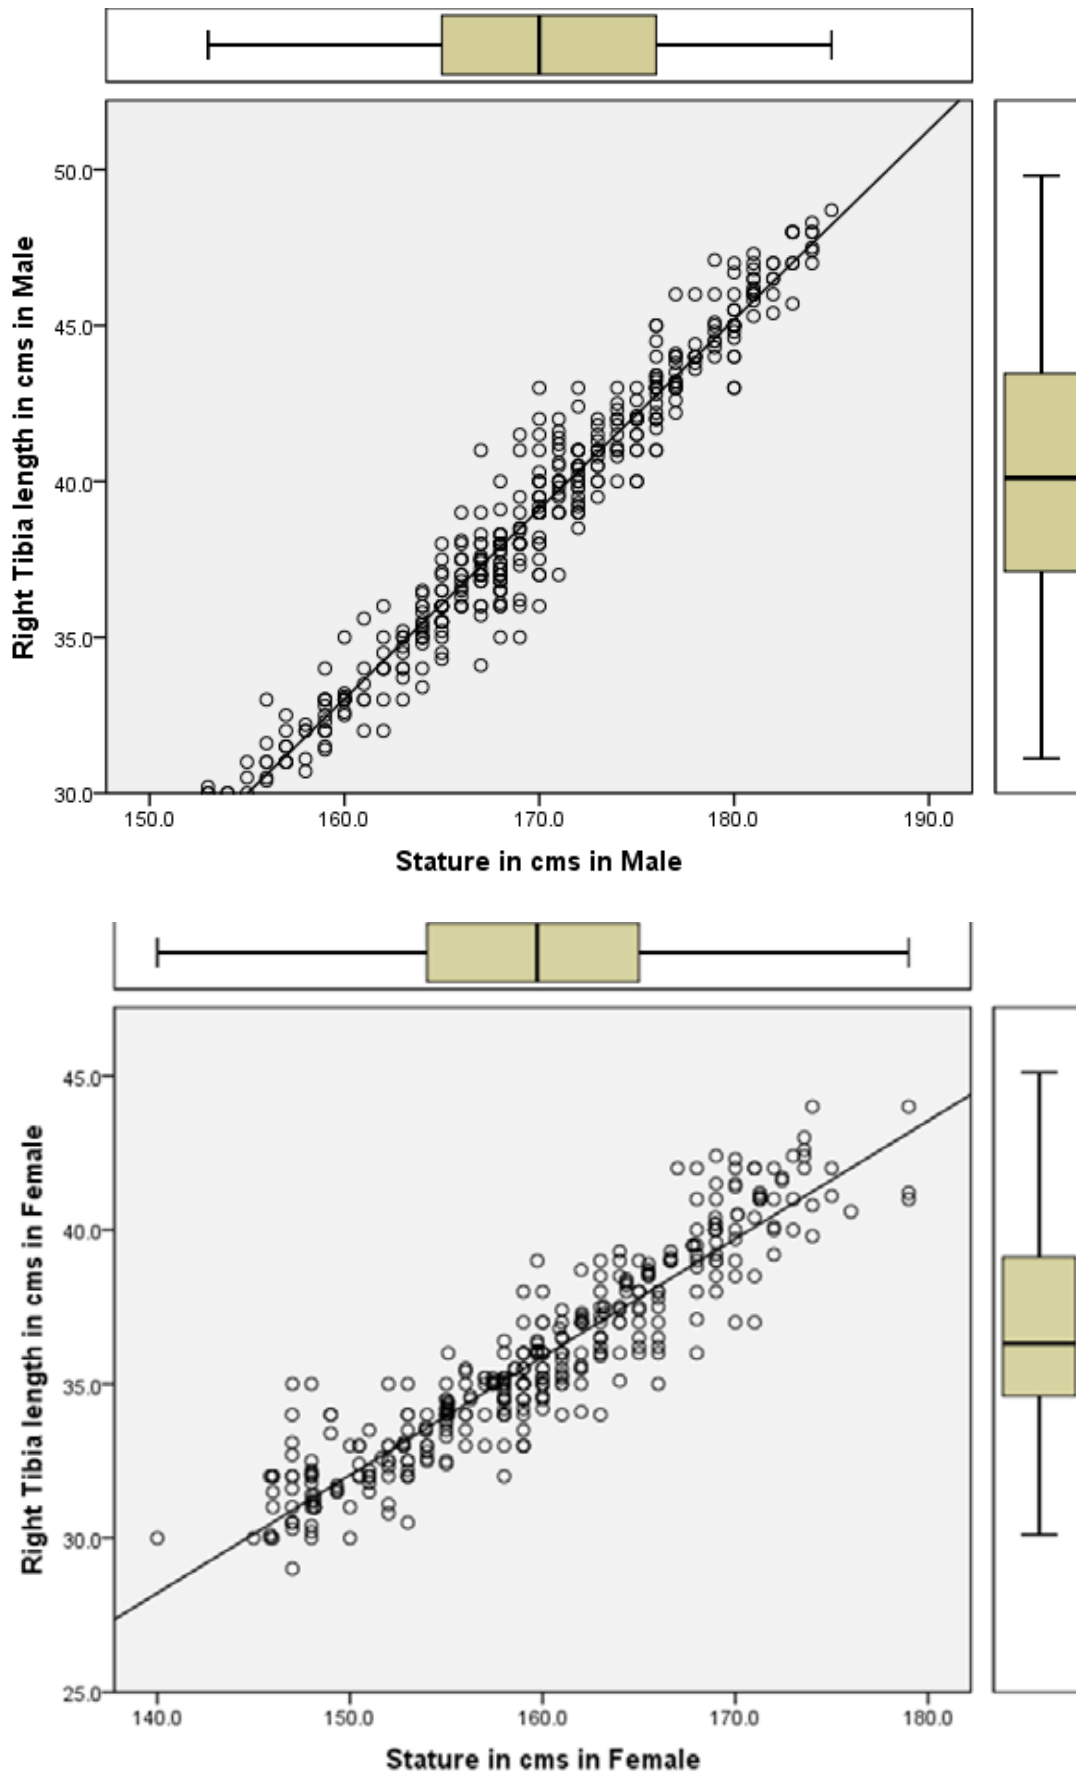 50.0
45.0
40.0
35.0
30.0
Right Tibia length in cms in Male
150.0 160.0 170.0 180.0 190.0
Stature in cms in Male
45.0
40.0
35.0
30.0
25.0
Right Tibia length in cms in Female
140.0 150.0 160.0 170.0 180.0
Stature in cms in Female